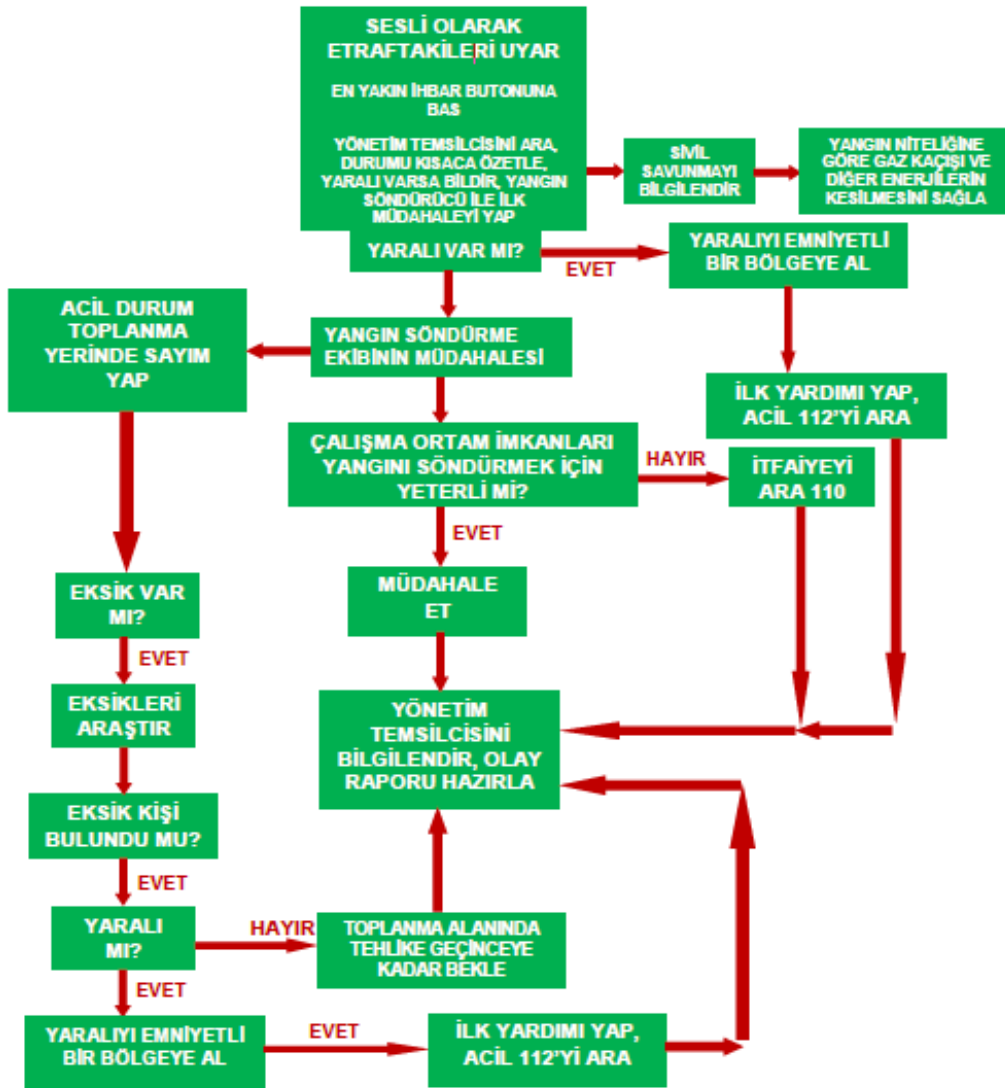 SESLİ OLARAK
ETRAFTAKİLERİ UYAR
EN YAKIN İHBAR BUTONUNA
BAS
YÖNETİM TEMSİLCİSİNİ ARA,
DURUMU KISACA ÖZETLE,
YARALI VARSA BİLDİR, YANGIN
SÖNDÜRÜCÜ İLE İLK
MÜDAHALEYİ YAP
SİVİL
SAVUNMAYI
BİLGİLENDİR
YANGIN NİTELİĞİNE
GÖRE GAZ KAÇIŞI VE
DİĞER ENERJİLERİN
KESİLMESİNİ SAĞLA
YARALI VAR MI?
EVET
YARALIYI EMNİYETLİ
BİR BÖLGEYE AL
ACİL DURUM
TOPLANMA
YERİNDE SAYIM
YAP
YANGIN SÖNDÜRME
EKİBİNİN MÜDAHALESİ
İLK YARDIMI YAP,
ACİL 112'Yİ ARA
ÇALIŞMA ORTAM İMKANLARI
YANGINI SÖNDÜRMEK İÇİN
YETERLİ Mİ?
HAYIR
İTFAİYEYİ
ARA 110
EVET
MÜDAHALE
ET
EKSİK VAR
MI?
EVET
EKSİKLERİ
ARAŞTIR
YÖNETİM
TEMSİLCİSİNİ
BİLGİLENDİR, OLAY
RAPORU HAZIRLA
EKSİK KİŞİ
BULUNDU MU?
EVET
YARALI
MI?
HAYIR
TOPLANMA ALANINDA
TEHLİKE GEÇİNCEYE
KADAR BEKLE
EVET
YARALIYI EMNİYETLİ
BİR BÖLGEYE AL
EVET
İLK YARDIMI YAP,
ACİL 112'Yİ ARA